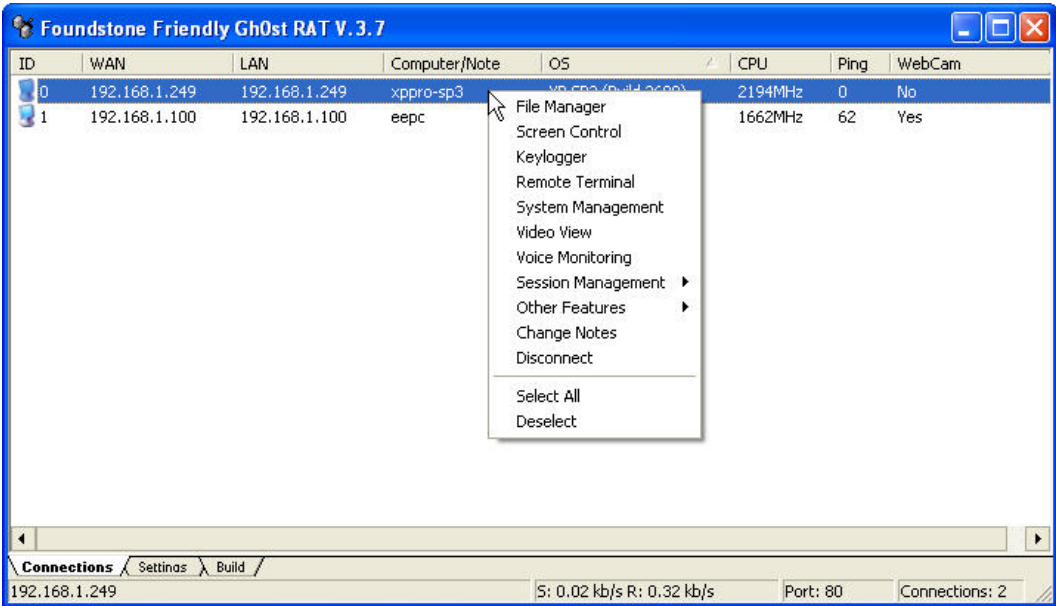 Foundstone Friendly Gh0st RAT V.3.7
ID WAN LAN Computer/Note OS CPU Ping WebCam
0 192.168.1.249 192.168.1.249 xppro-sp3 2194MHz 0 No
1 192.168.1.100 192.168.1.100 eepc 1662MHz 62 Yes
File Manager
Screen Control
Keylogger
Remote Terminal
System Management
Video View
Voice Monitoring
Session Management
Other Features
Change Notes
Disconnect
Select All
Deselect
Connections Settings Build
192.168.1.249 S: 0.02 kb/s R: 0.32 kb/s Port: 80 Connections: 2